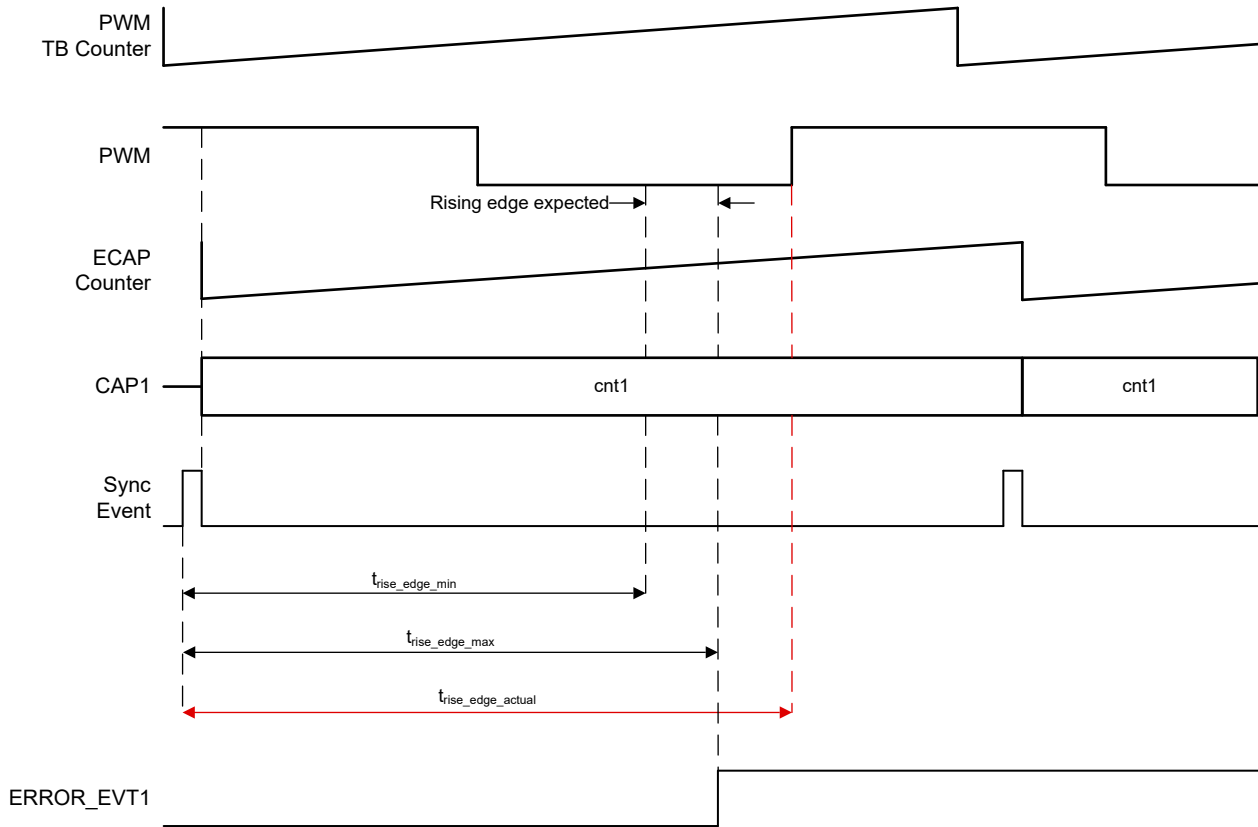 PWM
TB Counter
PWM
Rising edge expected
ECAP
Counter
CAP1
cnt1
cnt1
Sync
Event
trise_edge_min
trise_edge_max
trise_edge_actual
ERROR_EVT1